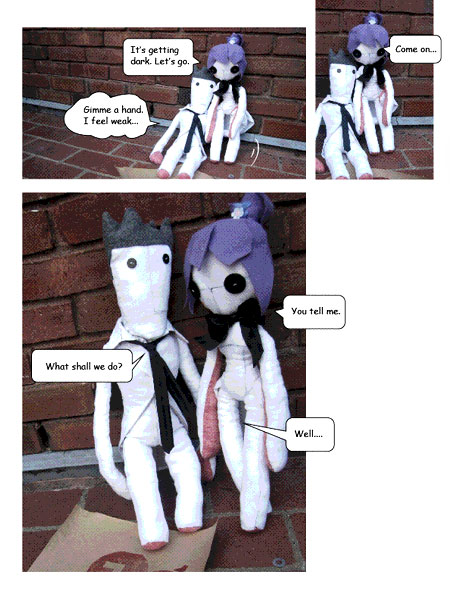 It's getting
dark. Let's go.
Gimme a hand.
I feel weak...
Come on...
You tell me.
What shall we do?
Well....